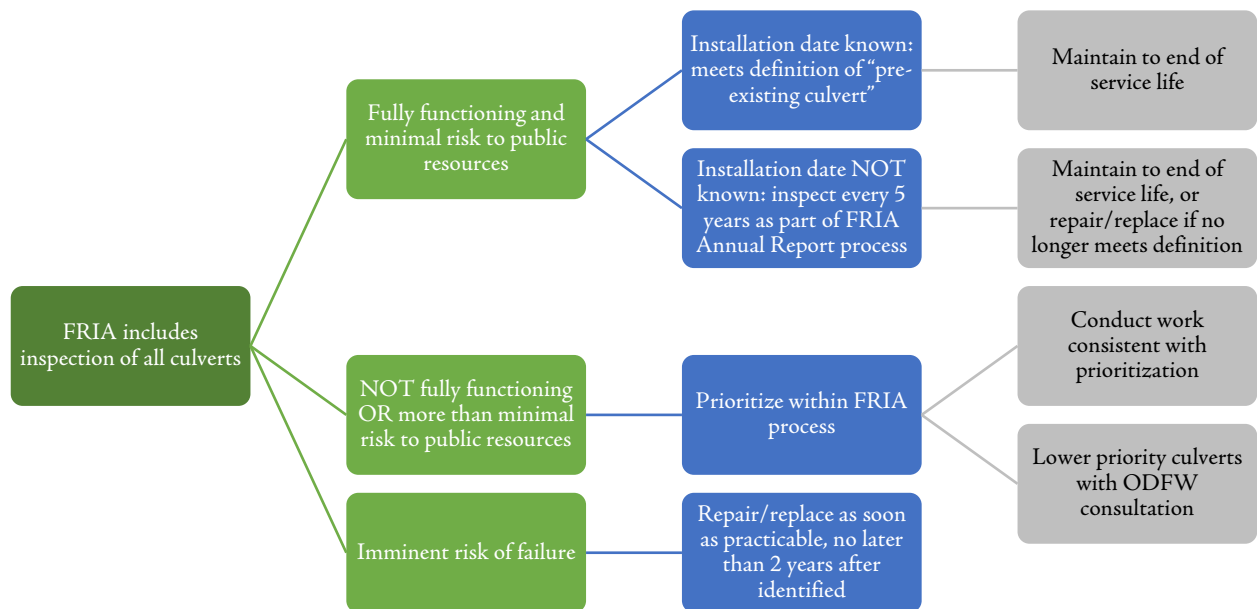 FRIA includes
inspection of all culverts
Fully functioning and
minimal risk to public
resources
Installation date known:
meets definition of “pre-
existing culvert”
Maintain to end of
service life
Installation date NOT
known: inspect every 5
years as part of FRIA
Annual Report process
Maintain to end of
service life, or
repair/replace if no
longer meets definition
NOT fully functioning
OR more than minimal
risk to public resources
Prioritize within FRIA
process
Conduct work
consistent with
prioritization
Lower priority culverts
with ODFW
consultation
Imminent risk of failure
Repair/replace as soon
as practicable, no later
than 2 years after
identified